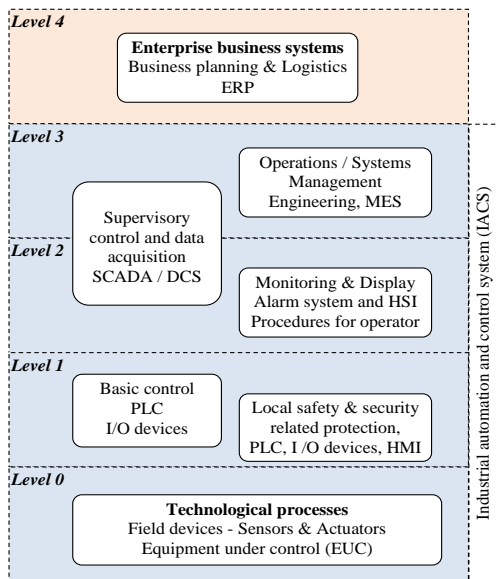 Level 4
Enterprise business systems
Business planning & Logistics
ERP
Level 3
Operations / Systems
Management
Engineering, MES
Supervisory
control and data
acquisition
SCADA / DCS
Level 2
Monitoring & Display
Alarm system and HSI
Procedures for operator
Level 1
Basic control
PLC
I/O devices
Local safety & security
related protection,
PLC, I /O devices, HMI
Level 0
Technological processes
Field devices - Sensors & Actuators
Equipment under control (EUC)
Industrial automation and control system (IACS)